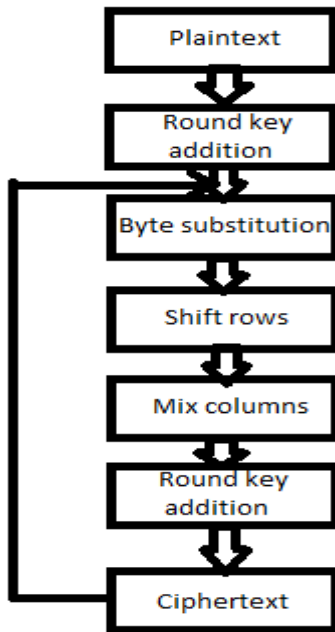 Plaintext
Round key
addition
Byte substitution
Shift rows
Mix columns
Round key
addition
Ciphertext